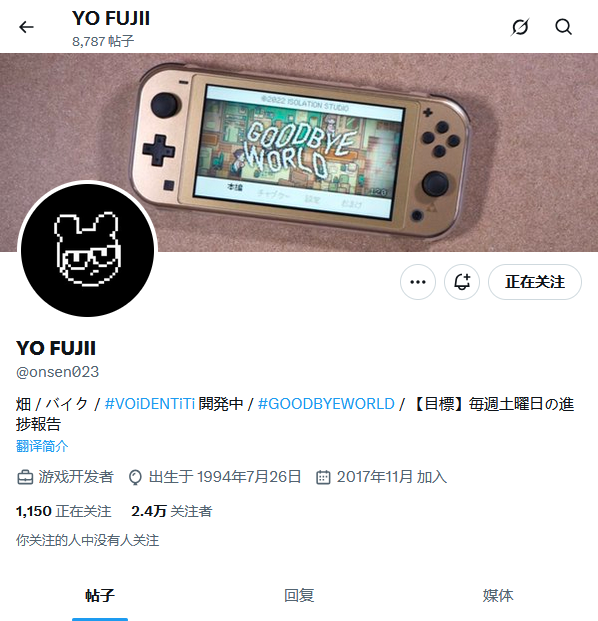 YO FUJII
8,787 帖子
©2022 ISOLATION STUDIO
GOODBYE
WORLD
本編
チャプター
設定
おまけ
正在关注
YO FUJII
@onsen023
畑 / バイク / #VOiDENTiTi 開発中 / #GOODBYEWORLD / 【目標】毎週土曜日の進
捗報告
翻译简介
游戏开发者 出生于 1994年7月26日 2017年11月 加入
1,150 正在关注 2.4万 关注者
你关注的人中没有人关注
帖子 回复 媒体